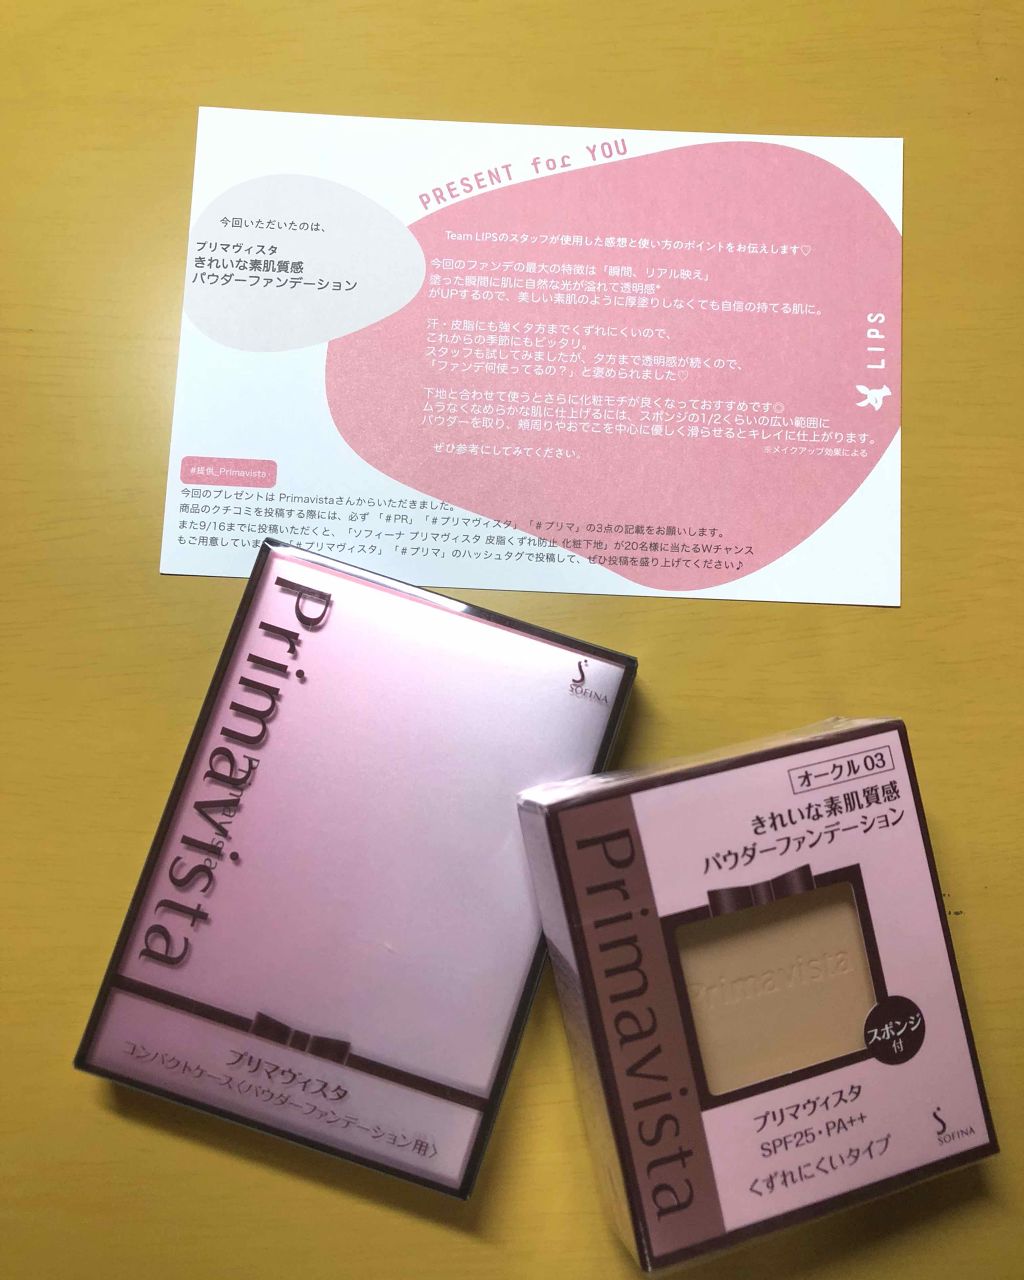 PRESENT for YOU
今回いただいたのは、
プリマヴィスタ
きれいな素肌質感
パウダーファンデーション
Team LIPSのスタッフが使用した感想と使い方のポイントをお伝えします♡
今回のファンデの最大の特徴は「瞬間、リアル映え」
塗った瞬間に肌に自然な光が溢れて透明感*
がUPするので、美しい素肌のように厚塗りしなくても自信の持てる肌に。
汗・皮脂にも強く夕方までくずれにくいので、
これからの季節にもピッタリ。
スタッフも試してみましたが、夕方まで透明感が続くので、
「ファンデ何使ってるの？」と褒められました♡
下地と合わせて使うとさらに化粧モチが良くなっておすすめです◎
ムラなくなめらかな肌に仕上げるには、スポンジの1/2くらいの広い範囲に
パウダーを取り、頬周りやおでこを中心に優しく滑らせるとキレイに仕上がります。
※メイクアップ効果による
ぜひ参考にしてみてください。
LIPS
#提供_Primavista
今回のプレゼントは Primavistaさんからいただきました。
商品のクチコミを投稿する際には、必ず 「＃PR」「＃プリマヴィスタ」「＃プリマ」の3点の記載をお願いします。
また9/16までに投稿いただくと、「ソフィーナ プリマヴィスタ 皮脂くずれ防止 化粧下地」が20名様に当たるWチャンス
もご用意していま 「＃プリマヴィスタ」「＃プリマ」のハッシュタグで投稿して、ぜひ投稿を盛り上げてください♪
Primavista
Primavista
SOFINA
プリマヴィスタ
コンパクトケース〈パウダーファンデーション用〉
オークル03
きれいな素肌質感
パウダーファンデーション
Primavista
Primavista
スポンジ
付
プリマヴィスタ
SPF25・PA++
くずれにくいタイプ
SOFINA